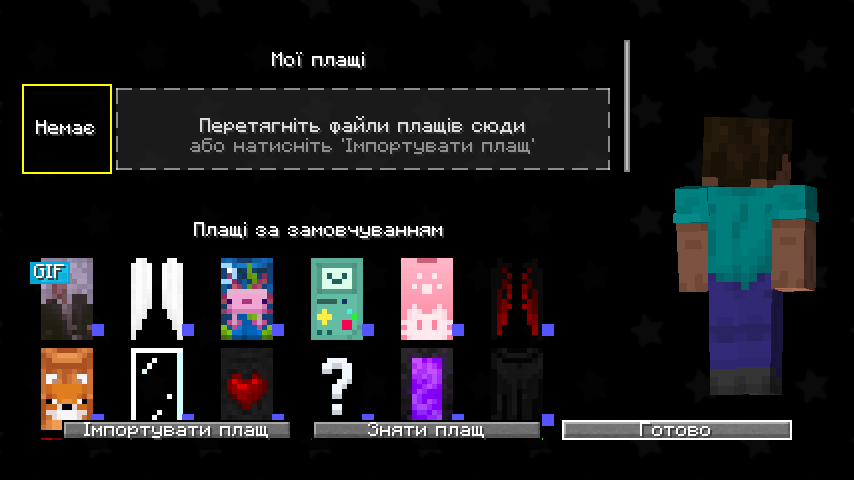 Мої плащі
Немає
Перетягніть файли плащів сюди
або натисніть 'Імпортувати плащ'
Плащі за замовчуванням
GIF
?
Імпортувати плащ
Зняти плащ
Готово